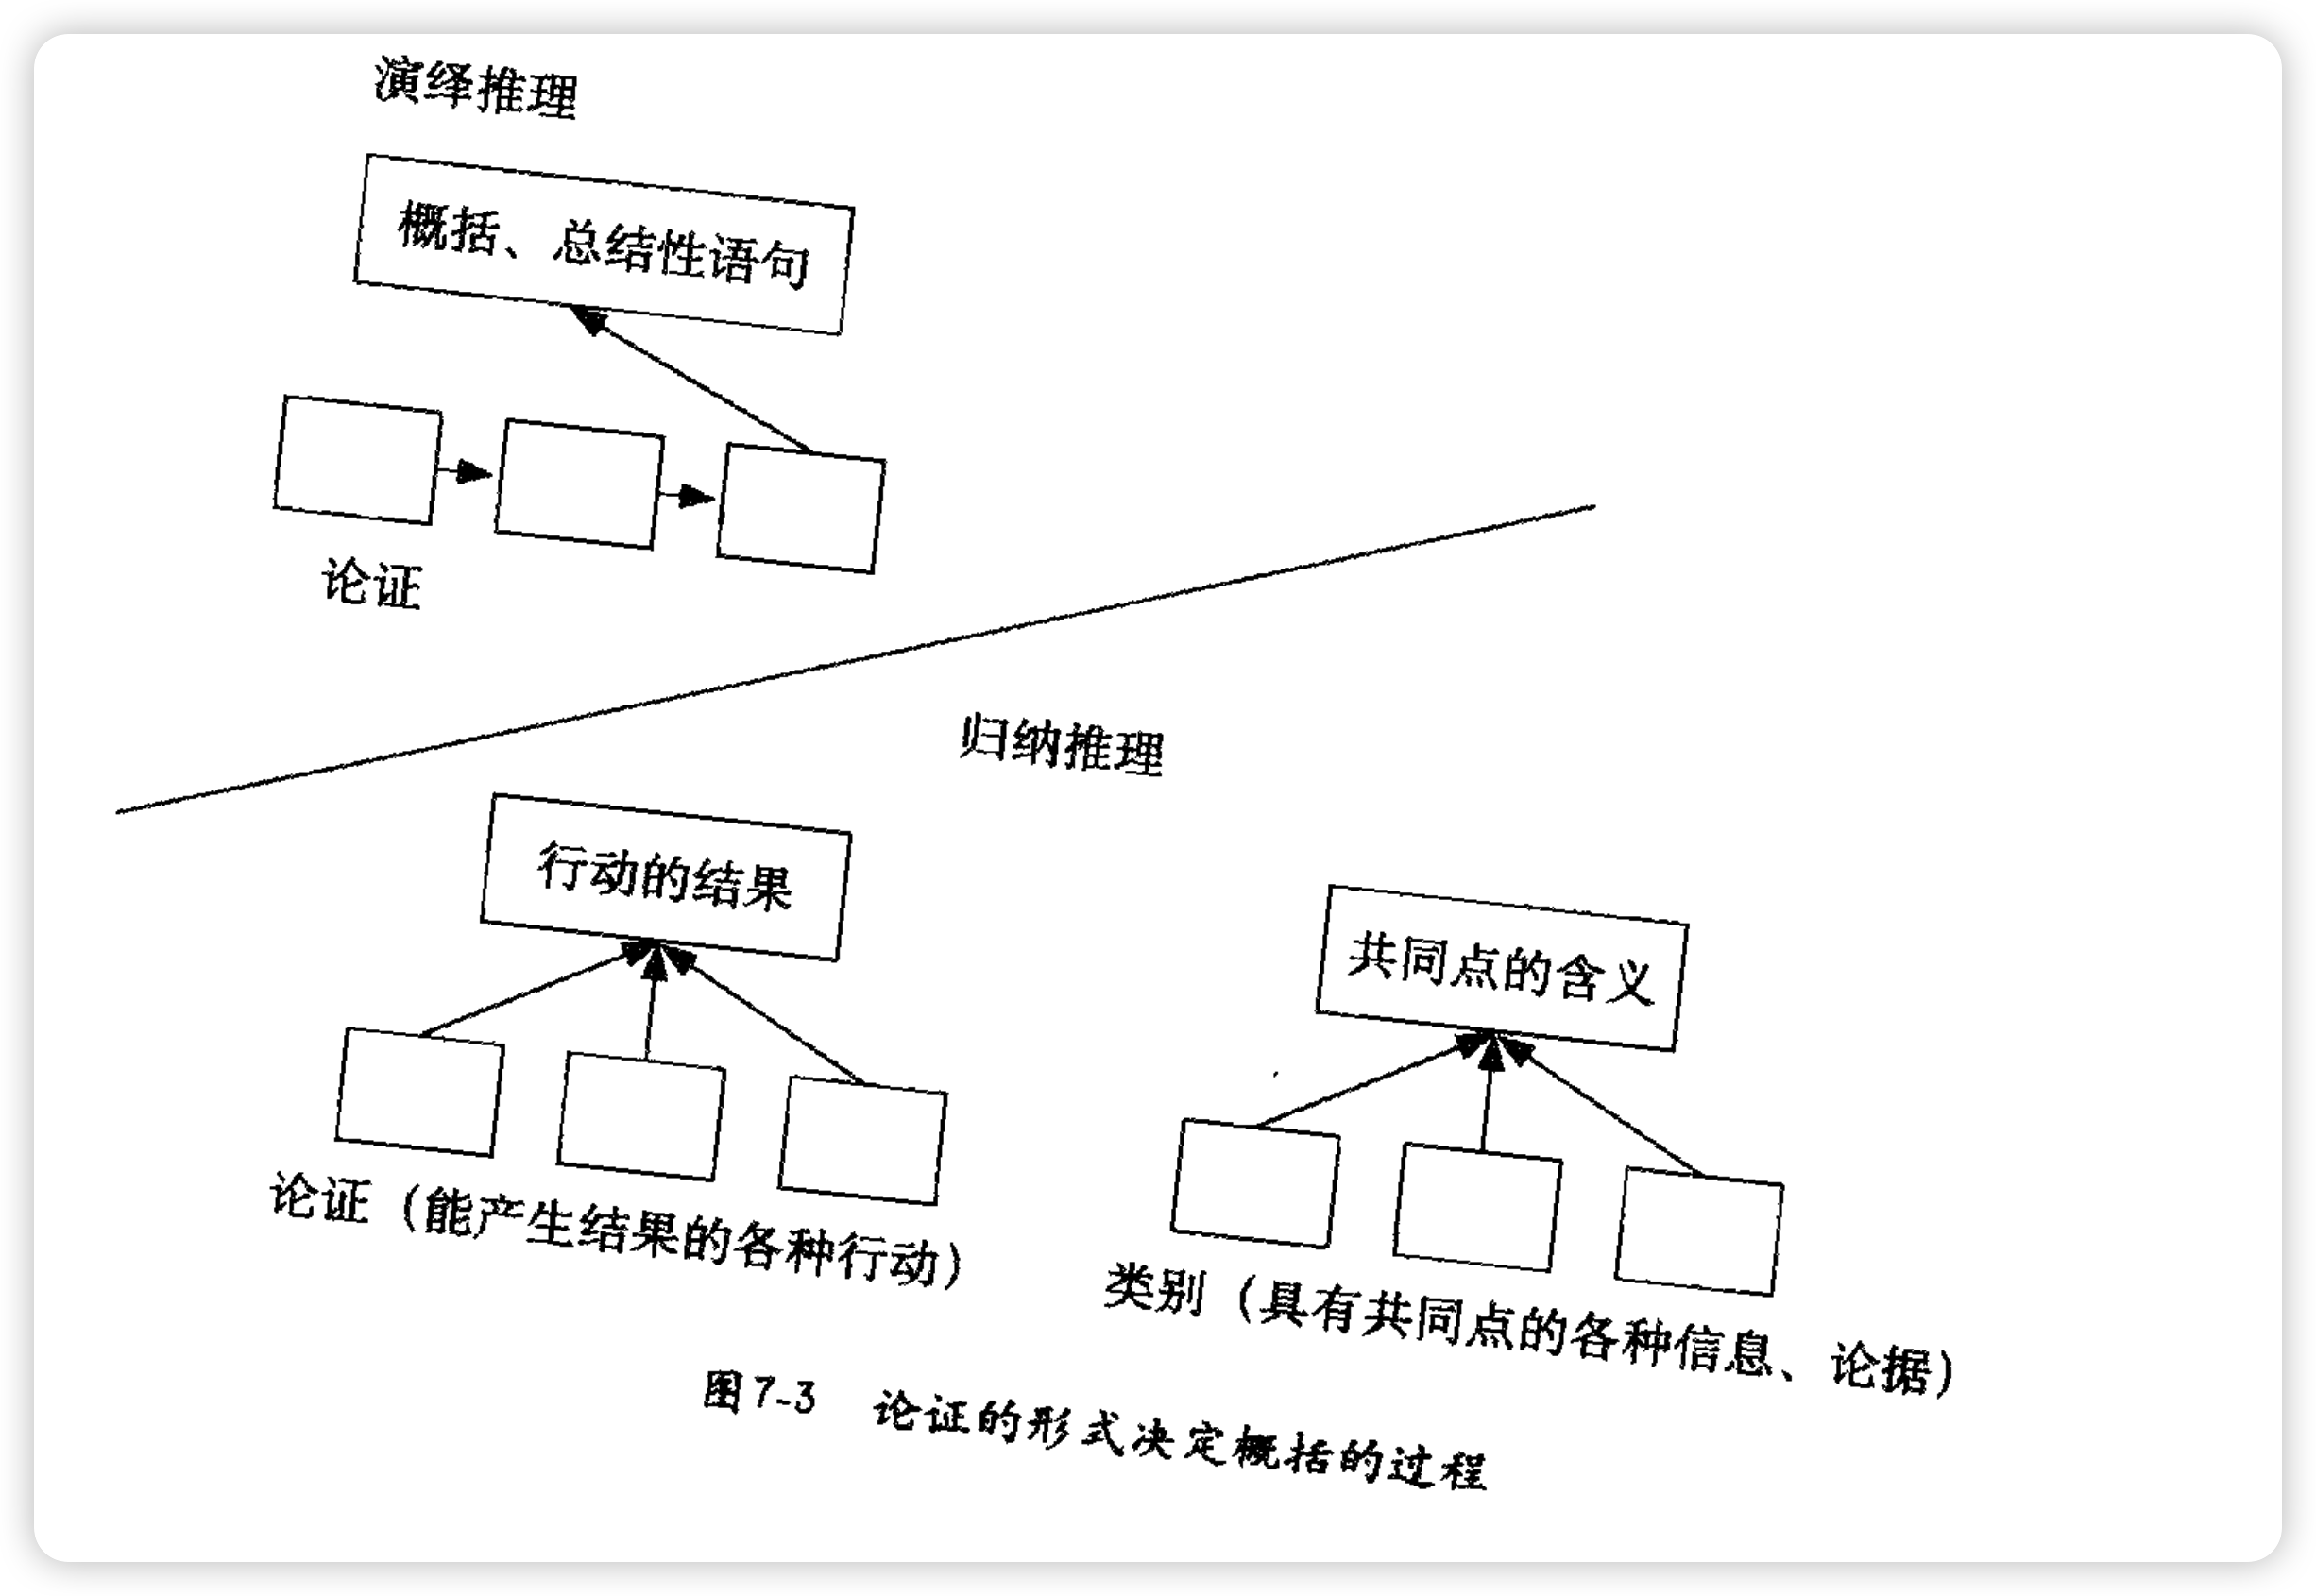 演绎推理
概括、总结性语句
论证
归纳推理
行动的结果
共同点的含义
论证（能产生结果的各种行动）
类别（具有共同点的各种信息、论据）
图7-3 论证的形式决定概括的过程